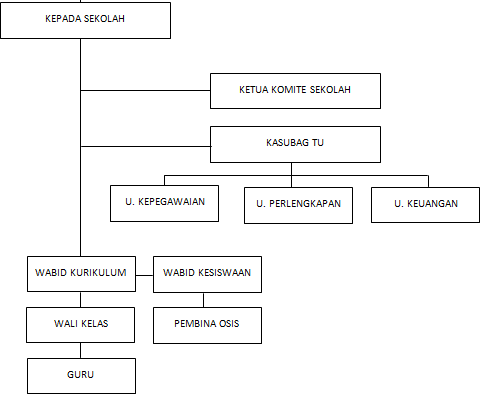 KEPADA SEKOLAH
KETUA KOMITE SEKOLAH
KASUBAG TU
U. KEPEGAWAIAN
U. PERLENGKAPAN
U. KEUANGAN
WABID KURIKULUM
WABID KESISWAAN
WALI KELAS
PEMBINA OSIS
GURU